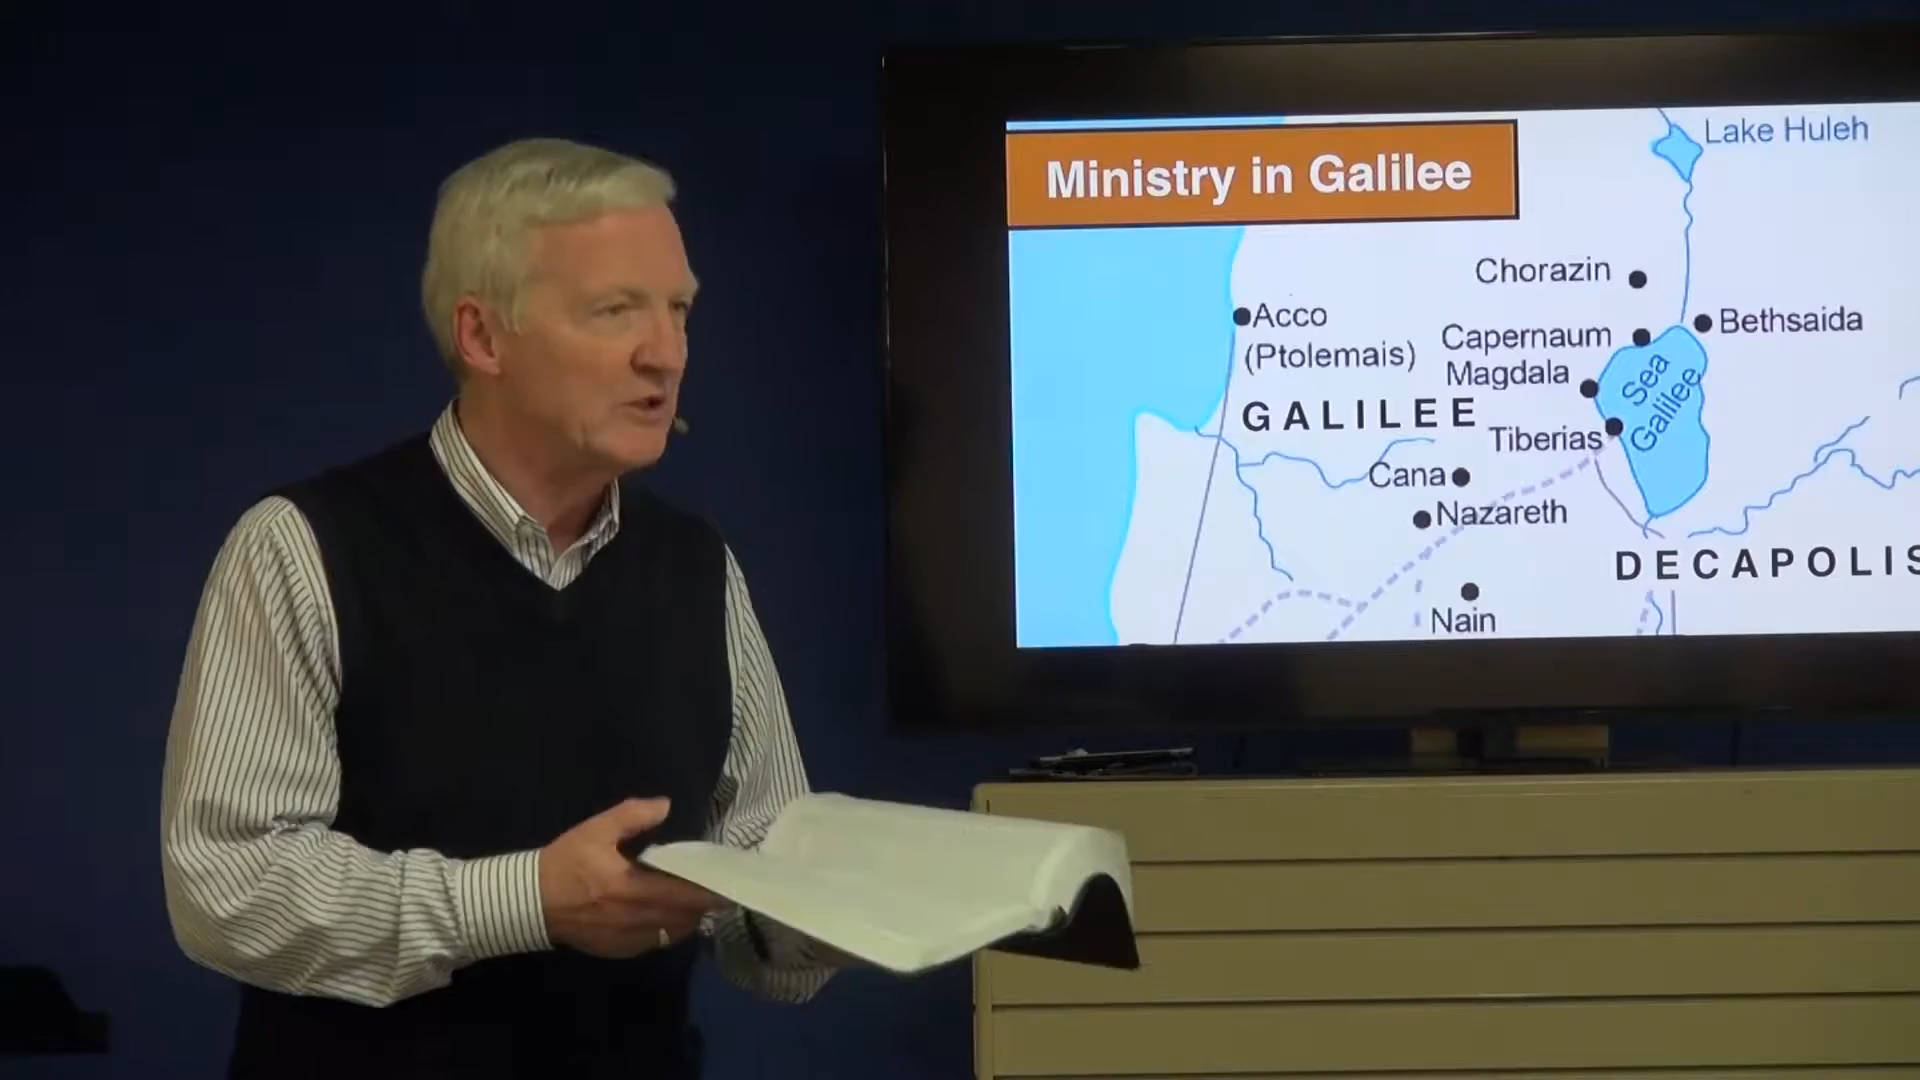 Ministry in Galilee
Lake Huleh
Chorazin
Acco
(Ptolemais)
Bethsaida
Capernaum
Magdala
Sea
Galilee
GALILEE
Tiberias
Cana
Nazareth
DECAPOLIS
Nain